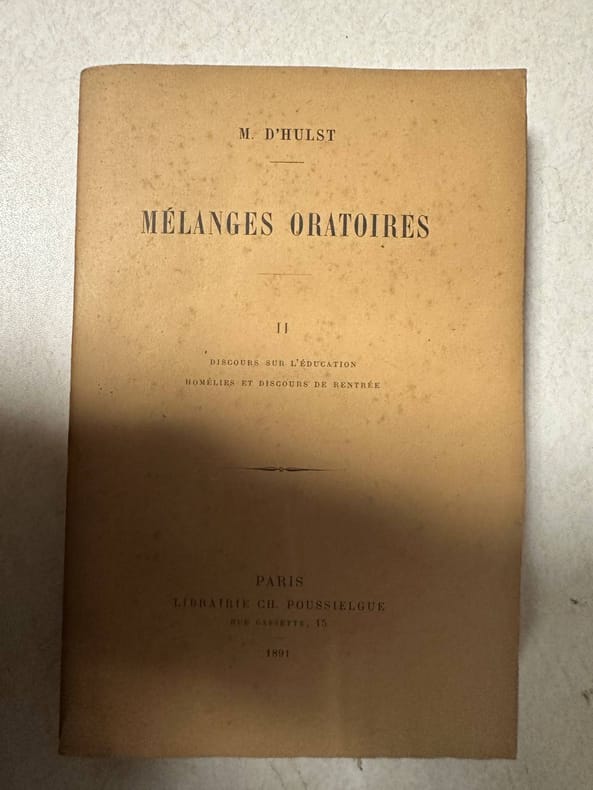 M. D'HULST
MÉLANGES ORATOIRES
II
DISCOURS SUR L'ÉDUCATION
HOMÉLIES ET DISCOURS DE RENTRÉE
PARIS
LIBRAIRIE CH. POUSSIELGUE
RUE CASSETTE, 15
1891